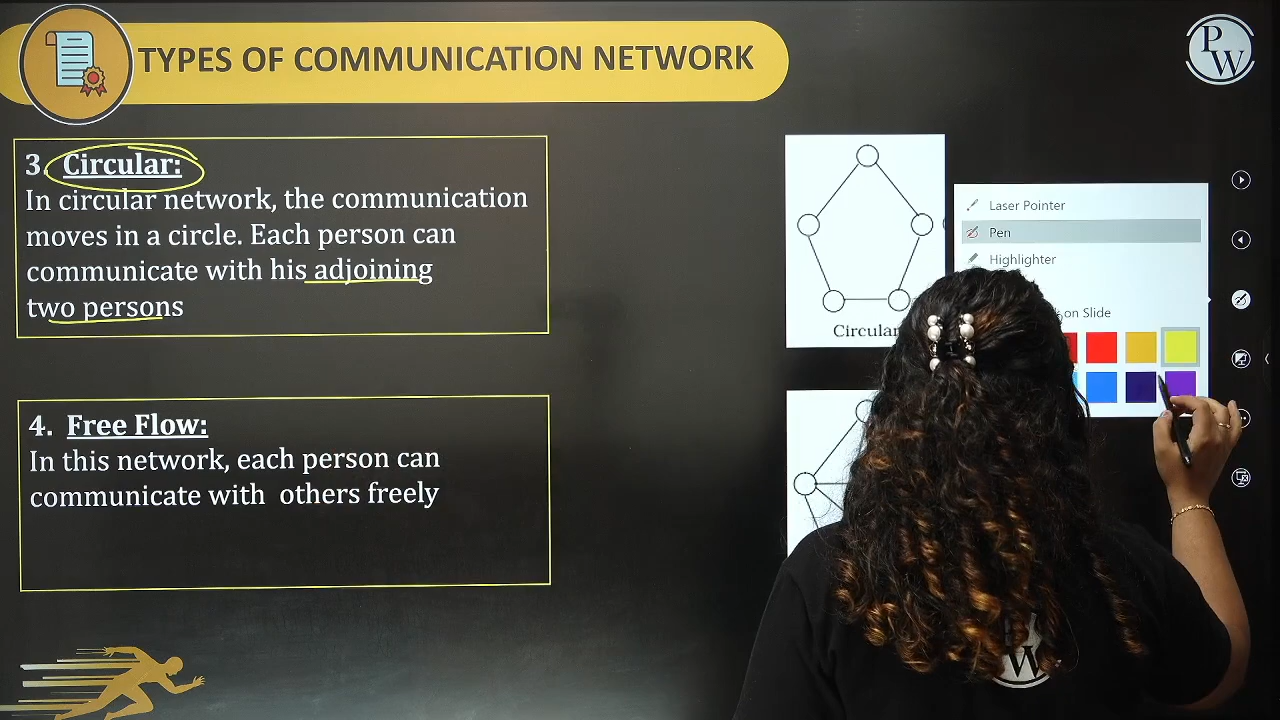 TYPES OF COMMUNICATION NETWORK
P
W
3. Circular:
In circular network, the communication
moves in a circle. Each person can
communicate with his adjoining
two persons
Circular
Laser Pointer
Pen
Highlighter
on Slide
4. Free Flow:
In this network, each person can
communicate with others freely
W